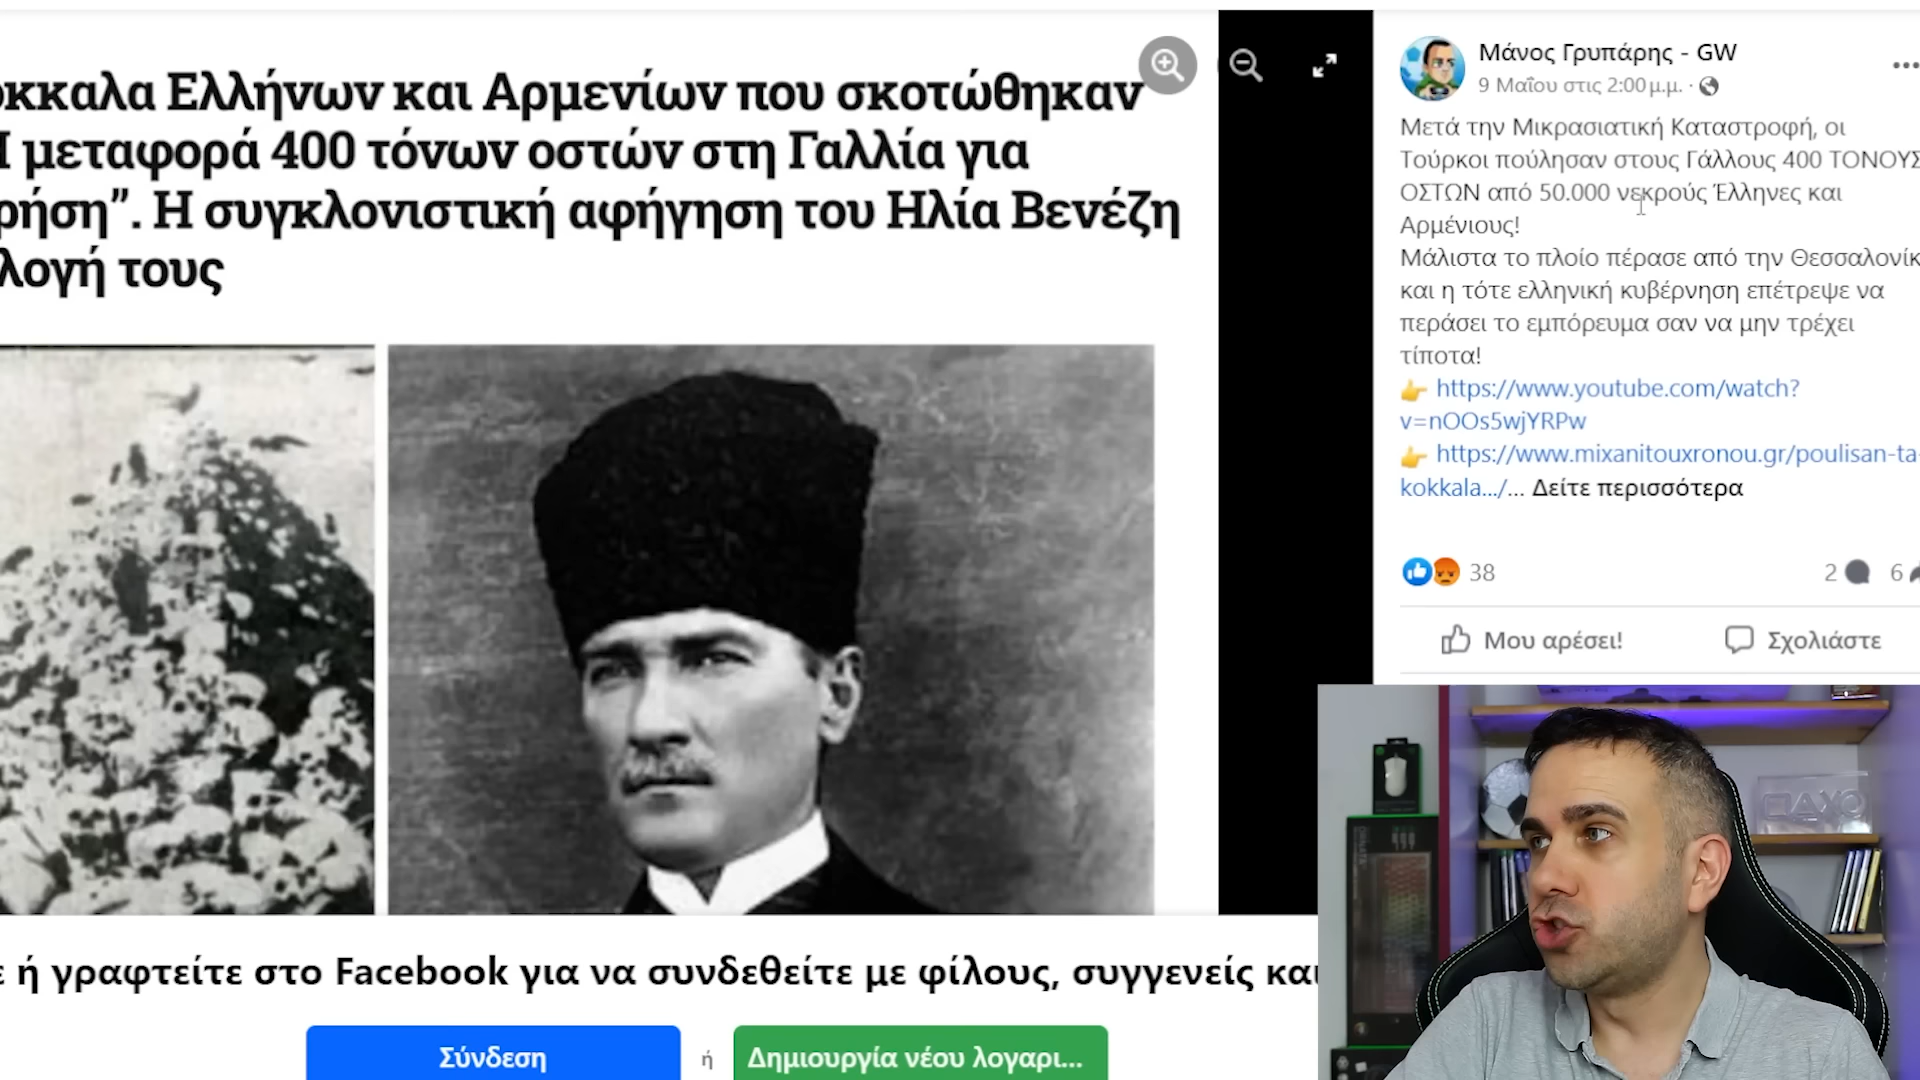 Ελλήνων και Αρμενίων που σκοτώθηκαν
μεταφορά 400 τόνων οστών στη Γαλλία για
Η συγκλονιστική αφήγηση του Ηλία Βενέζη
τους
Μάνος Γρυπάρης - GW
9 Μαΐου στις 2:00 μ.μ. ·
Μετά την Μικρασιατική Καταστροφή, οι
Τούρκοι πούλησαν στους Γάλλους 400 ΤΟΝΟΥΣ
ΟΣΤΩΝ από 50.000 νεκρούς Έλληνες και
Αρμένιους!
Μάλιστα το πλοίο πέρασε από την Θεσσαλονίκ
και η τότε ελληνική κυβέρνηση επέτρεψε να
περάσει το εμπόρευμα σαν να μην τρέχει
τίποτα!
👉 https://www.youtube.com/watch?
v=nOOs5wjYRPw
👉 https://www.mixanitouxronou.gr/poulisan-ta-
kokkala.../... Δείτε περισσότερα
38
2
6
Μου αρέσει!
Σχολιάστε
ή γραφτείτε στο Facebook για να συνδεθείτε με φίλους, συγγενείς και
Σύνδεση
ή
Δημιουργία νέου λογαρι...